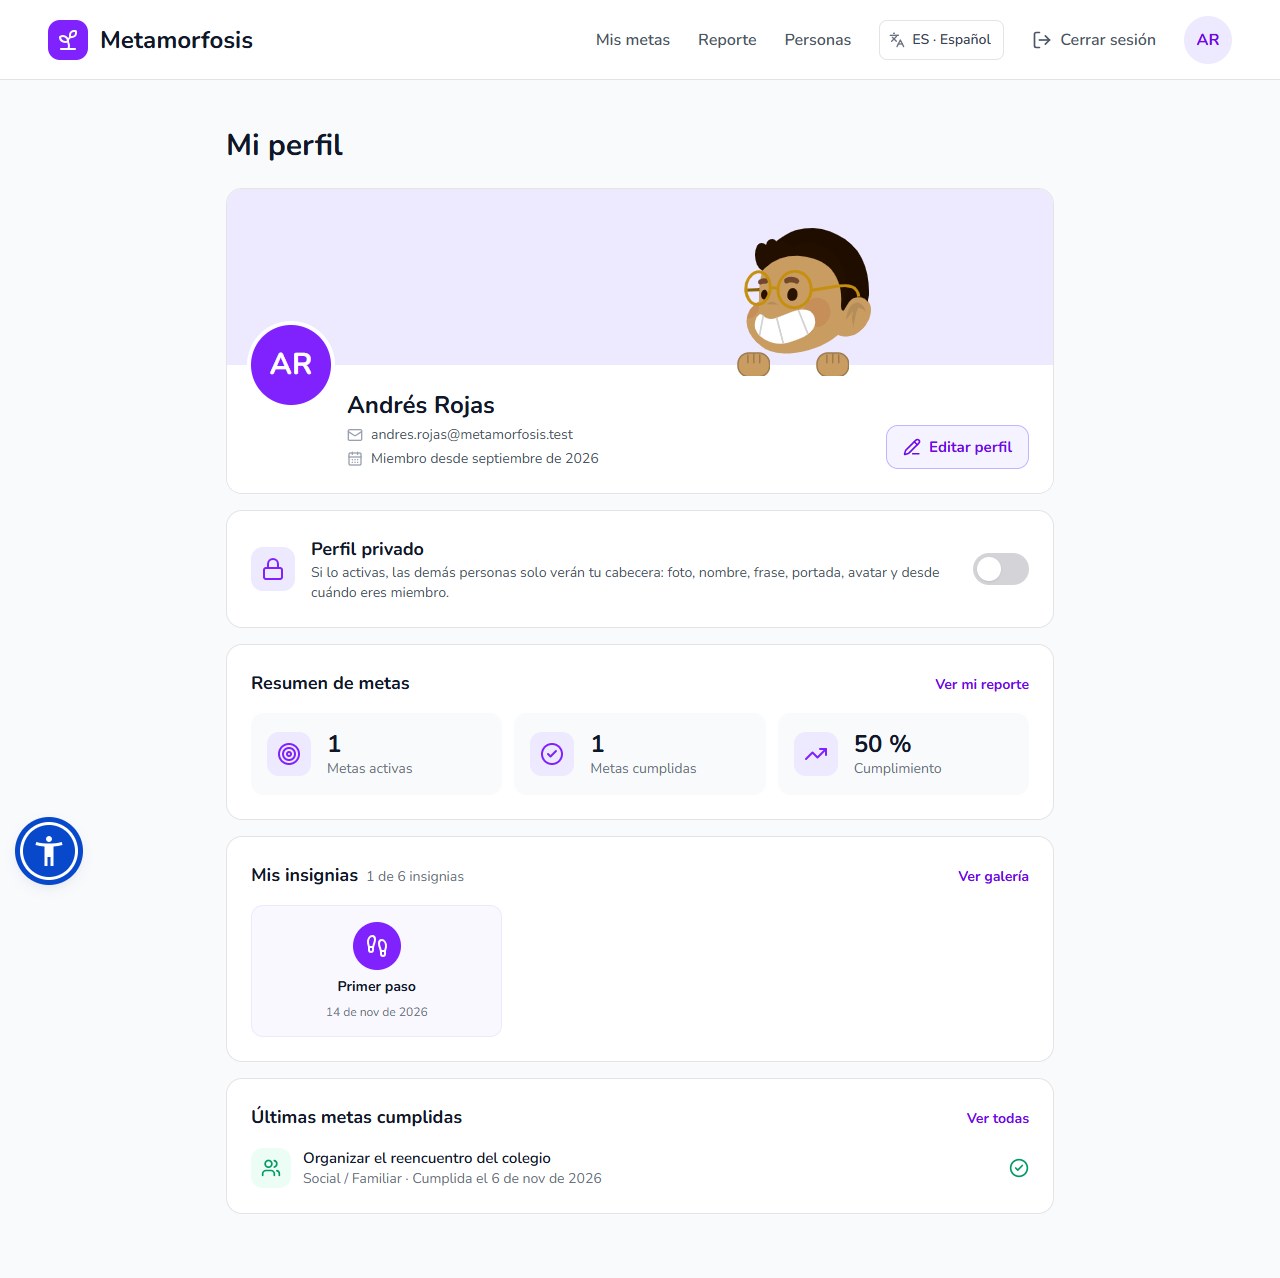 Metamorfosis
Mis metas
Reporte
Personas
ES · Español
Cerrar sesión
AR
Mi perfil
AR
Andrés Rojas
andres.rojas@metamorfosis.test
Miembro desde septiembre de 2026
Editar perfil
Perfil privado
Si lo activas, las demás personas solo verán tu cabecera: foto, nombre, frase, portada, avatar y desde
cuándo eres miembro.
Resumen de metas
Ver mi reporte
1
Metas activas
1
Metas cumplidas
50 %
Cumplimiento
Mis insignias 1 de 6 insignias
Ver galería
Primer paso
14 de nov de 2026
Últimas metas cumplidas
Ver todas
Organizar el reencuentro del colegio
Social / Familiar · Cumplida el 6 de nov de 2026